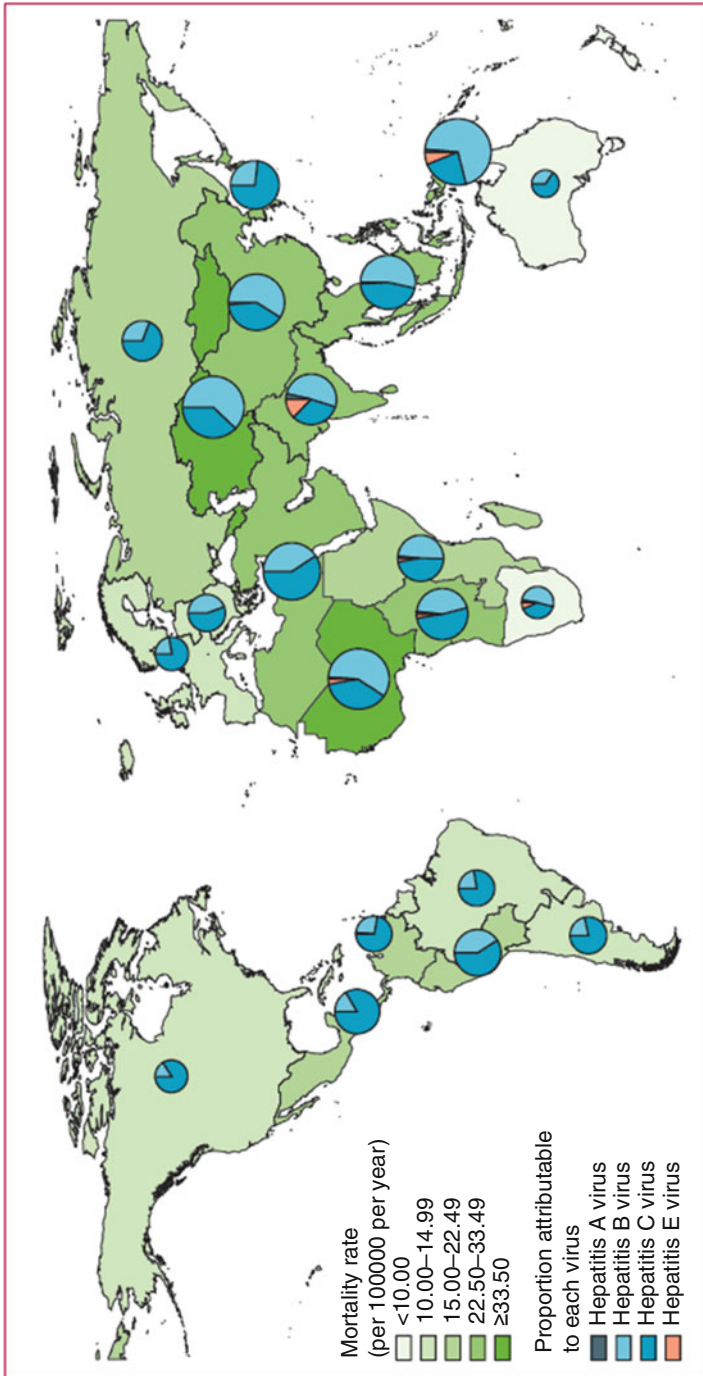 Mortality rate
(per 100000 per year)
<10.00
10.00–14.99
15.00–22.49
22.50–33.49
≥33.50
Proportion attributable
to each virus
Hepatitis A virus
Hepatitis B virus
Hepatitis C virus
Hepatitis E virus